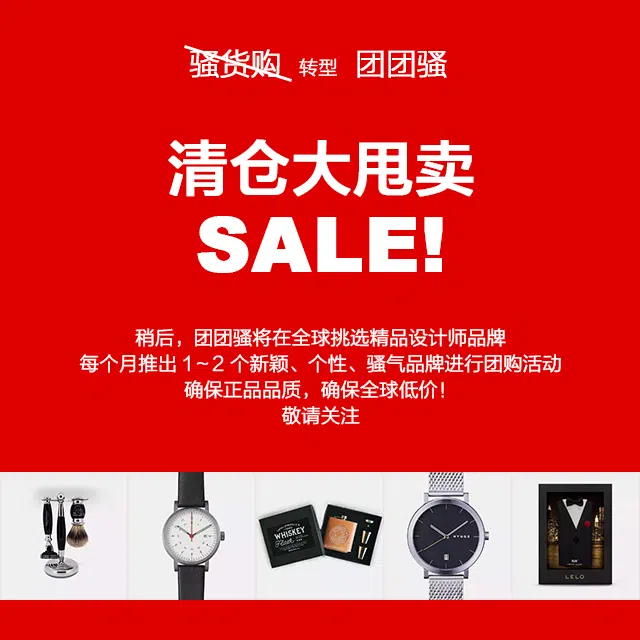 骚货购 转型 团团骚
清仓大甩卖
SALE!
稍后，团团骚将在全球挑选精品设计师品牌
每个月推出 1～2 个新颖、个性、骚气品牌进行团购活动
确保正品品质，确保全球低价！
敬请关注
WHISKEY
Flask
HYGGE
LELO